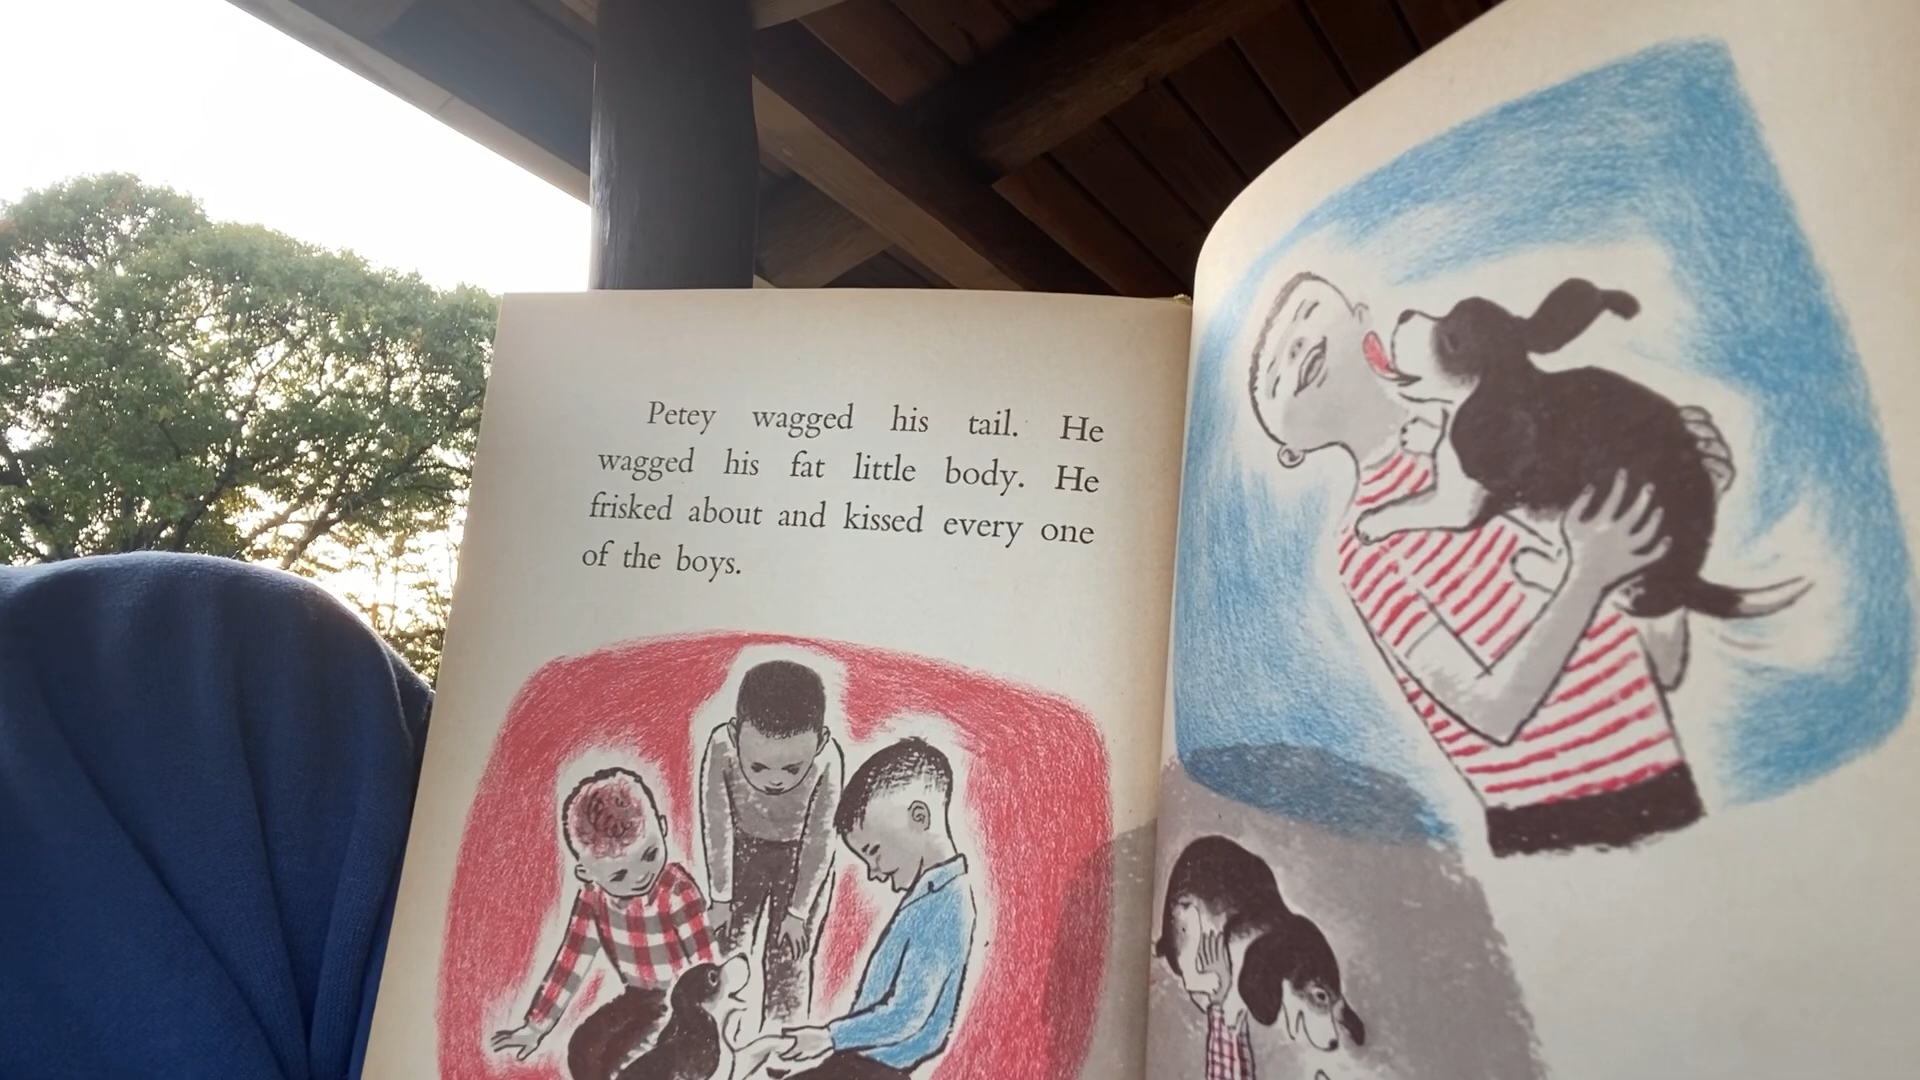 Petey wagged his tail. He
wagged his fat little body. He
frisked about and kissed every one
of the boys.